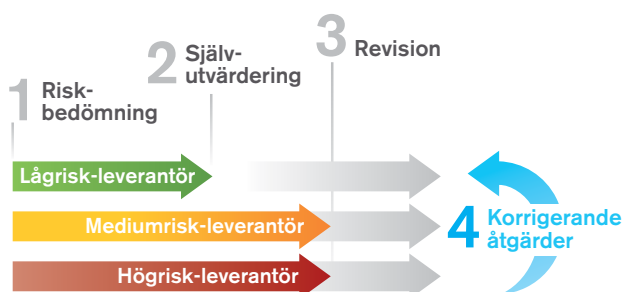 1 Risk-
bedömning
2 Själv-
utvärdering
3 Revision
Lågrisk-leverantör
Mediumrisk-leverantör
Högrisk-leverantör
4 Korrigerande
åtgärder